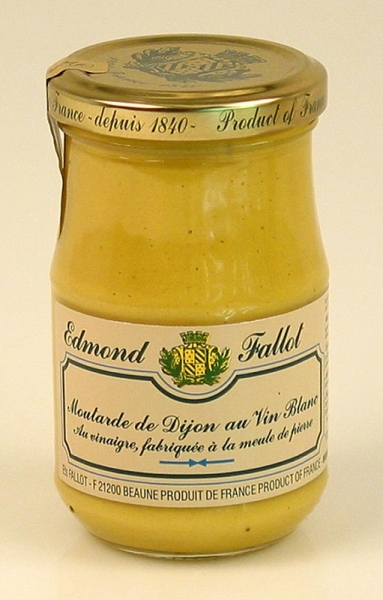 France - depuis 1840 - Product of France
Edmond Fallot
Moutarde de Dijon au Vin Blanc
Au vinaigre, fabriquée à la meule de pierre
Ets FALLOT - F 21200 BEAUNE PRODUIT DE FRANCE PRODUCT OF FRANCE